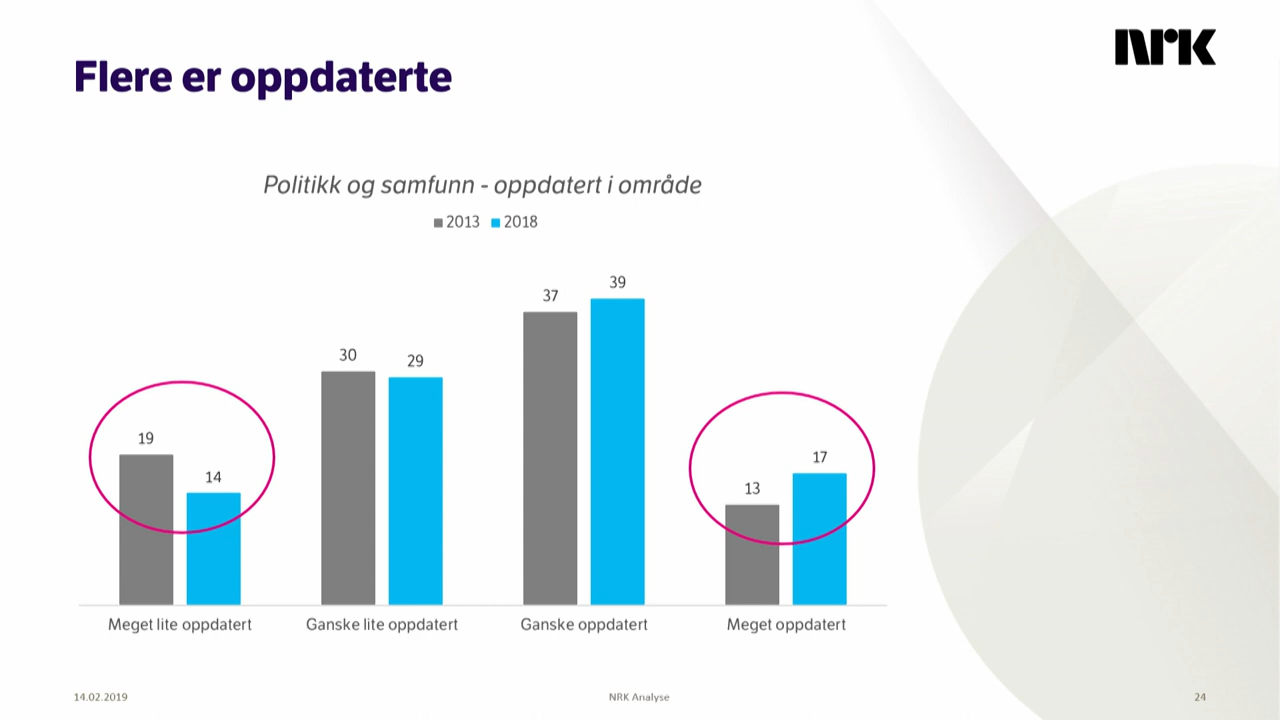 NRK
Flere er oppdaterte
Politikk og samfunn - oppdatert i område
2013 2018
19 14 30 29 37 39 13 17
Meget lite oppdatert Ganske lite oppdatert Ganske oppdatert Meget oppdatert
14.02.2019 NRK Analyse 24